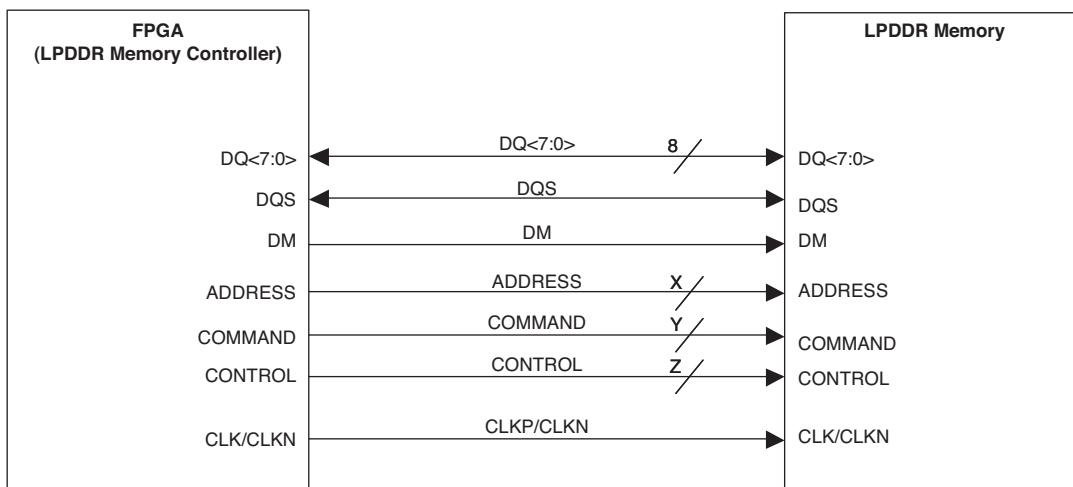 FPGA
(LPDDR Memory Controller)
LPDDR Memory
DQ<7:0>
DQ<7:0>
8
DQ<7:0>
DQS
DQS
DQS
DM
DM
DM
ADDRESS
ADDRESS
X
ADDRESS
COMMAND
COMMAND
Y
COMMAND
CONTROL
CONTROL
Z
CONTROL
CLK/CLKN
CLKP/CLKN
CLK/CLKN